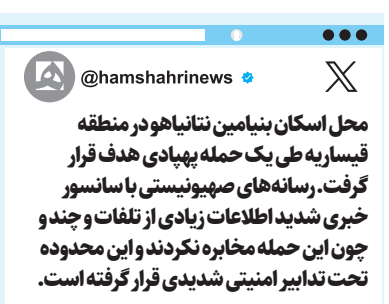 @hamshahrinews
محل اسکان بنیامین نتانیاهو در منطقه
قیساریه طی یک حمله پهپادی هدف قرار
گرفت. رسانه‌های صهیونیستی با سانسور
خبری شدید اطلاعات زیادی از تلفات و چند و
چون این حمله مخابره نکردند و این محدوده
تحت تدابیر امنیتی شدیدی قرار گرفته است.